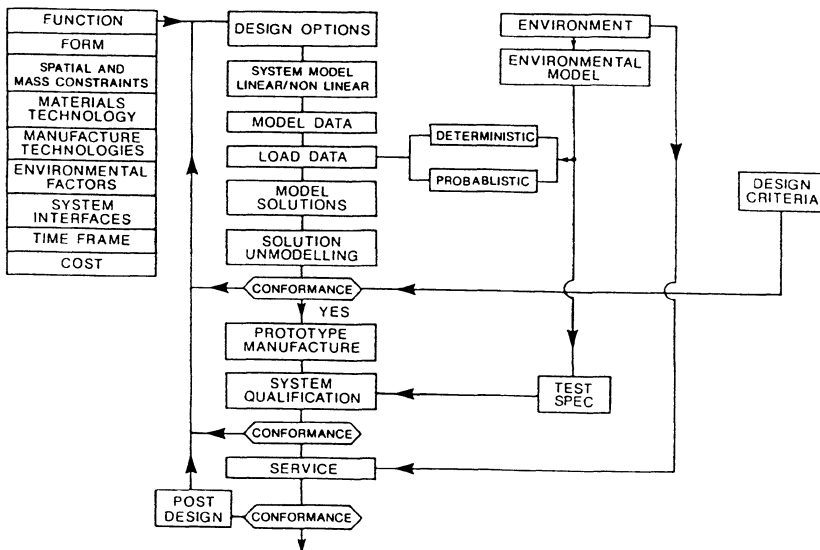 FUNCTION
FORM
SPATIAL AND
MASS CONSTRAINTS
MATERIALS
TECHNOLOGY
MANUFACTURE
TECHNOLOGIES
ENVIRONMENTAL
FACTORS
SYSTEM
INTERFACES
TIME FRAME
COST
DESIGN OPTIONS
SYSTEM MODEL
LINEAR/NON LINEAR
MODEL DATA
LOAD DATA
MODEL
SOLUTIONS
SOLUTION
UNMODELLING
CONFORMANCE
YES
PROTOTYPE
MANUFACTURE
SYSTEM
QUALIFICATION
CONFORMANCE
SERVICE
POST
DESIGN
CONFORMANCE
ENVIRONMENT
ENVIRONMENTAL
MODEL
DETERMINISTIC
PROBABLISTIC
DESIGN
CRITERIA
TEST
SPEC